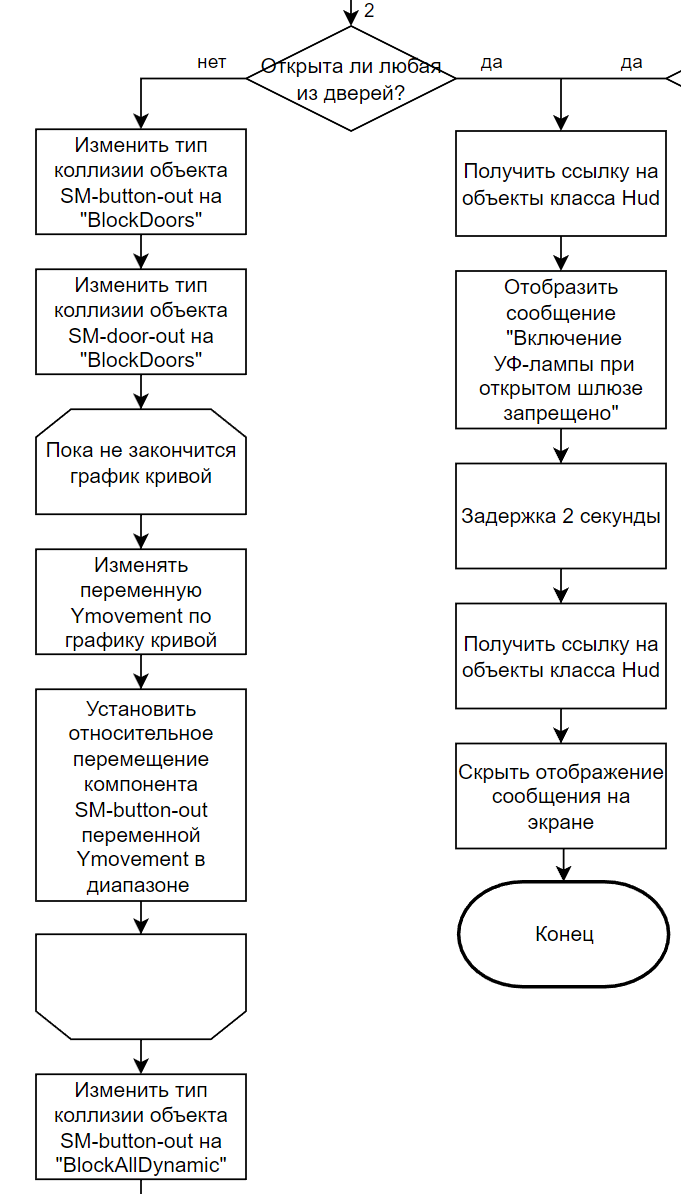 2
нет
Открыта ли любая
из дверей?
да
да
Изменить тип
коллизии объекта
SM-button-out на
"BlockDoors"
Изменить тип
коллизии объекта
SM-door-out на
"BlockDoors"
Пока не закончится
график кривой
Изменять
переменную
Ymovement по
графику кривой
Установить
относительное
перемещение
компонента
SM-button-out
переменной
Ymovement в
диапазоне
Изменить тип
коллизии объекта
SM-button-out на
"BlockAllDynamic"
Получить ссылку на
объекты класса Hud
Отобразить
сообщение
"Включение
УФ-лампы при
открытом шлюзе
запрещено"
Задержка 2 секунды
Получить ссылку на
объекты класса Hud
Скрыть отображение
сообщения на
экране
Конец